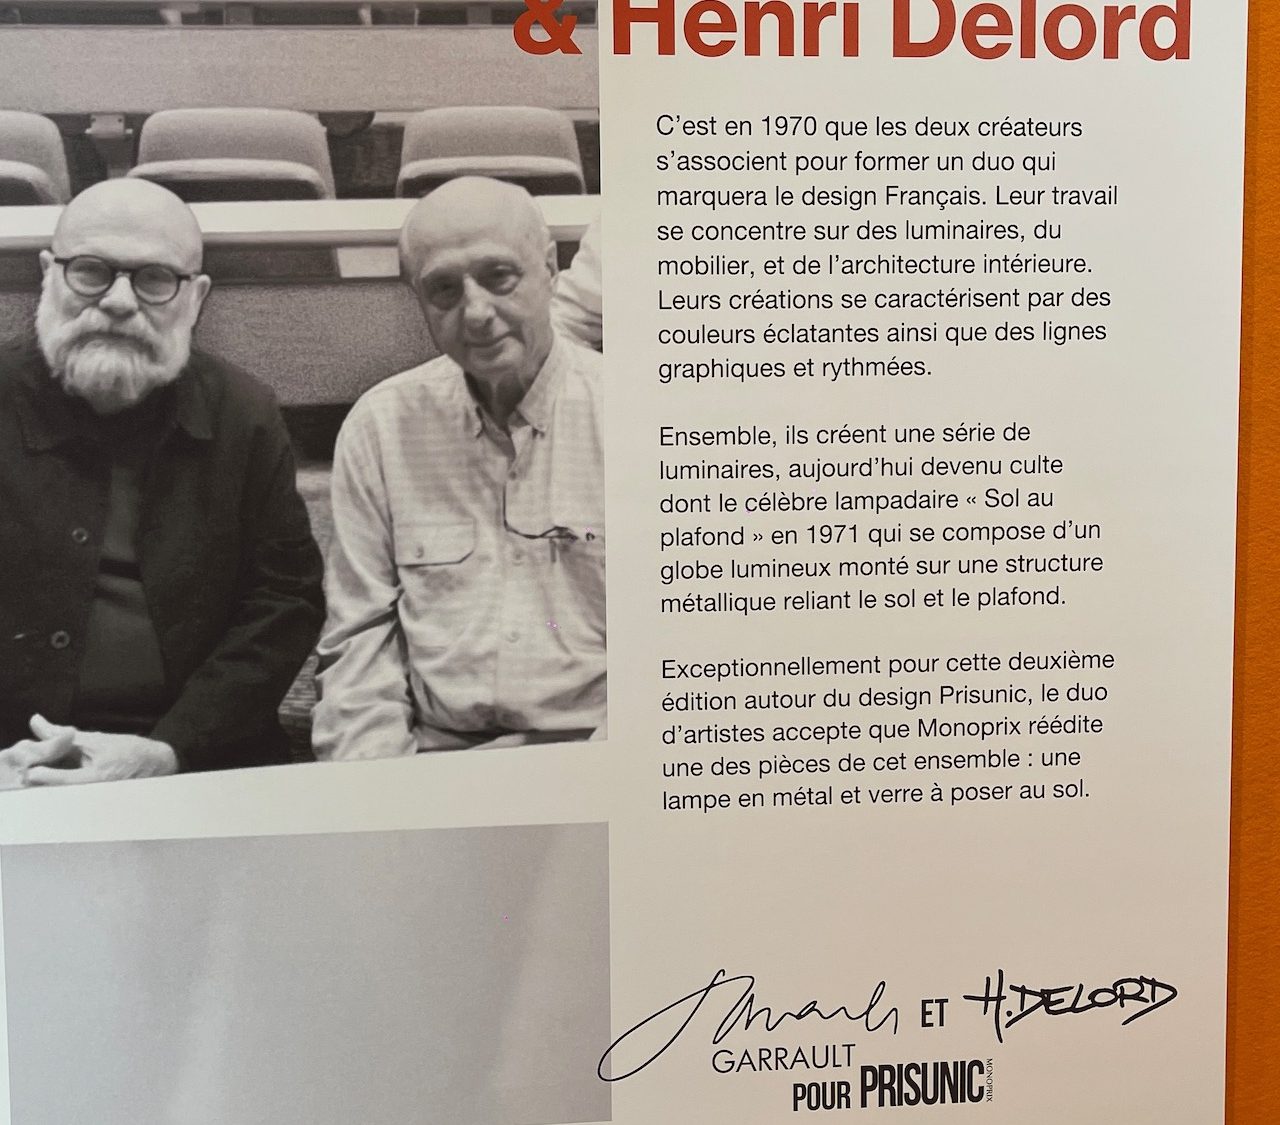 & Henri Delord
C'est en 1970 que les deux créateurs
s'associent pour former un duo qui
marquera le design Français. Leur travail
se concentre sur des luminaires, du
mobilier, et de l'architecture intérieure.
Leurs créations se caractérisent par des
couleurs éclatantes ainsi que des lignes
graphiques et rythmées.
Ensemble, ils créent une série de
luminaires, aujourd'hui devenu culte
dont le célèbre lampadaire « Sol au
plafond » en 1971 qui se compose d'un
globe lumineux monté sur une structure
métallique reliant le sol et le plafond.
Exceptionnellement pour cette deuxième
édition autour du design Prisunic, le duo
d'artistes accepte que Monoprix réédite
une des pièces de cet ensemble : une
lampe en métal et verre à poser au sol.
ET H.DELORD
GARRAULT
POUR PRISUNIC MONOPRIX